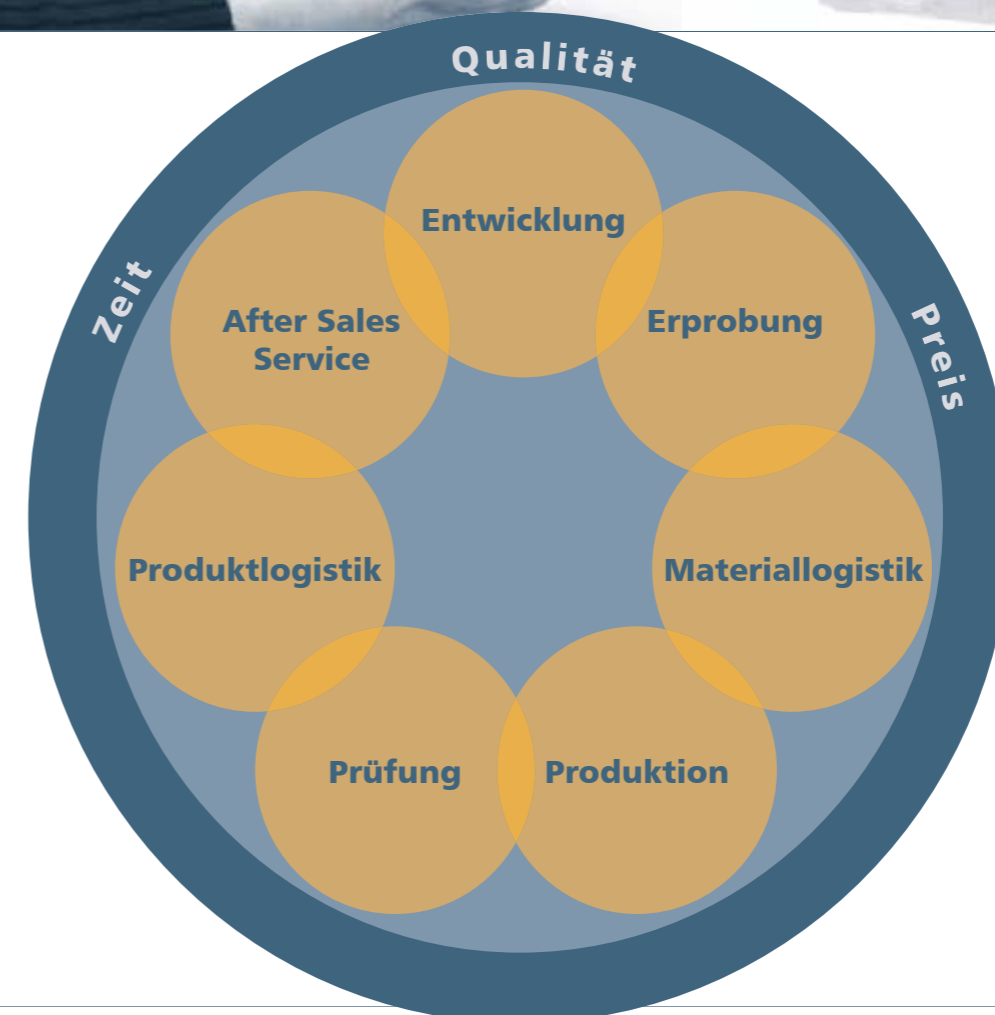 Qualität
Zeit
Preis
Entwicklung
After Sales
Service
Erprobung
Produktlogistik
Materiallogistik
Prüfung
Produktion